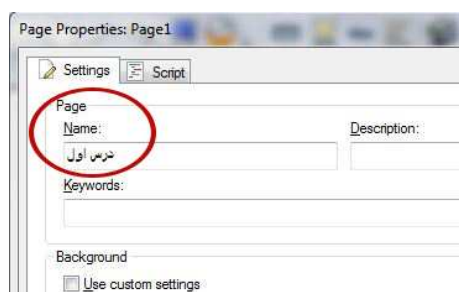 Page Properties: Page1
Settings Script
Page
Name: Description:
درس اول
Keywords:
Background
Use custom settings